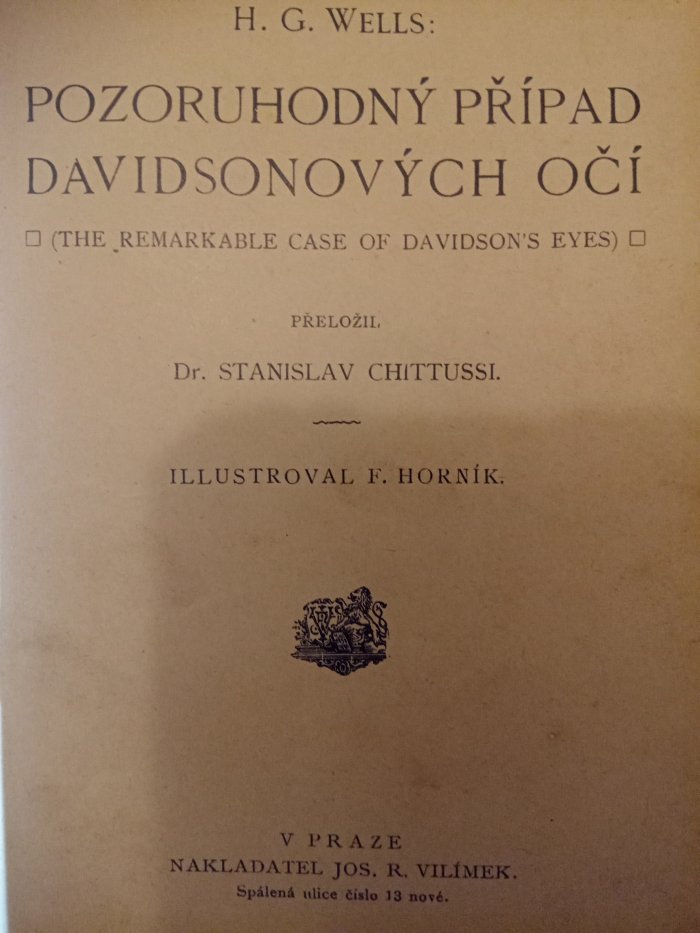 H. G. WELLS:
POZORUHODNÝ PŘÍPAD
DAVIDSONOVÝCH OČÍ
□ (THE REMARKABLE CASE OF DAVIDSON'S EYES) □
PŘELOŽIL
Dr. STANISLAV CHITTUSSI.
ILLUSTROVAL F. HORNÍK.
V PRAZE
NAKLADATEL JOS. R. VILÍMEK.
Spálená ulice číslo 13 nové.